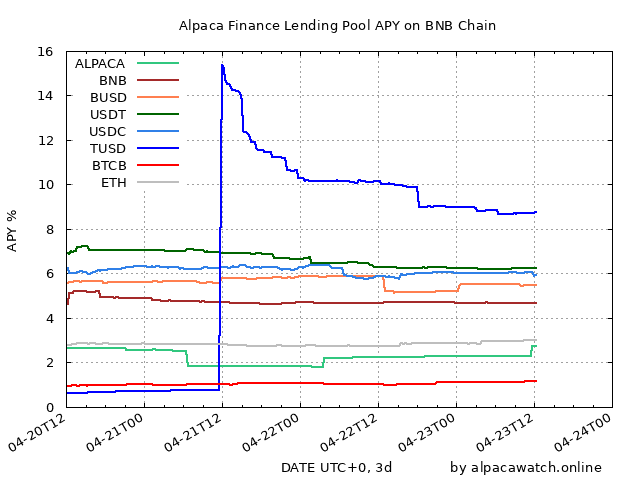 Alpaca Finance Lending Pool APY on BNB Chain
16
14
12
10
8
6
4
2
0
APY %
ALPACA
BNB
BUSD
USDT
USDC
TUSD
BTCB
ETH
04-20T12
04-21T00
04-21T12
04-22T00
04-22T12
04-23T00
04-23T12
04-24T00
DATE UTC+0, 3d
by alpacawatch.online